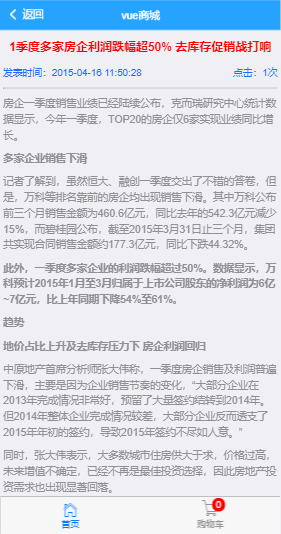 返回
vue商城
1季度多家房企利润跌幅超50% 去库存促销战打响
发表时间：2015-04-16 11:50:28
点击：1次
房企一季度销售业绩已经陆续公布，克而瑞研究中心统计数
据显示，今年一季度，TOP20的房企仅6家实现业绩同比增
长。
多家企业销售下滑
记者了解到，虽然恒大、融创一季度交出了不错的答卷，但
是，万科等排名靠前的房企均出现销售下滑。其中万科公布
前三个月销售金额为460.6亿元，同比去年的542.3亿元减少
15%，而碧桂园公布，截至2015年3月31日止三个月，集团
共实现合同销售金额约177.3亿元，同比下跌44.32%。
此外，一季度多家企业的利润跌幅超过50%。数据显示，万
科预计2015年1月至3月归属于上市公司股东的净利润为6亿
~7亿元，比上年同期下降54%至61%。
趋势
地价占比上升及去库存压力下 房企利润回归
中原地产首席分析师张大伟称，一季度房企销售及利润普遍
下滑，主要是因为企业销售节奏的变化，“大部分企业在
2013年完成情况非常好，预留了大量签约结转到2014年。
但2014年整体企业完成情况较差，大部分企业反而透支了
2015年年初的签约，导致2015年签约不尽如人意。”
同时，张大伟表示，大多数城市住房供大于求，价格过高，
未来增值不确定，已经不再是最佳投资选择，因此房地产投
资需求也出现显著回落。
首页
0
购物车